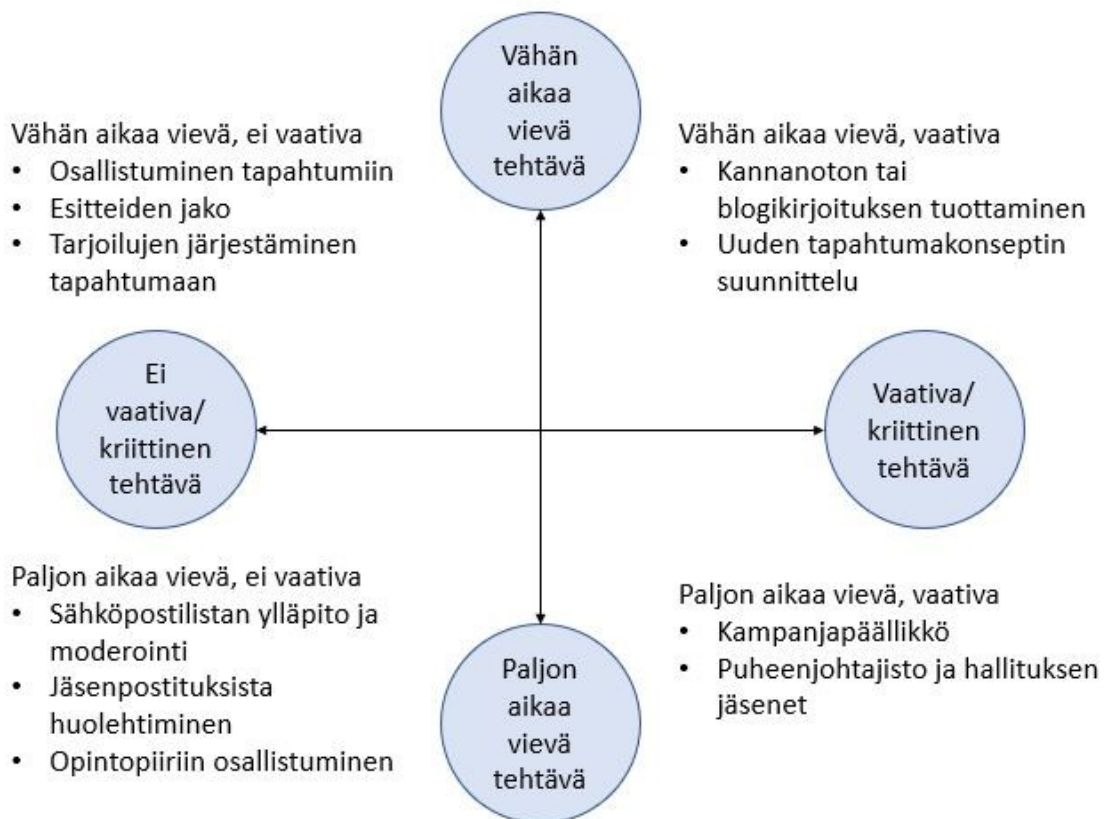 Vähän
aikaa
vievä
tehtävä
Vähän aikaa vievä, ei vaativa
• Osallistuminen tapahtumiin
• Esitteiden jako
• Tarjoilujen järjestäminen
tapahtumaan
Vähän aikaa vievä, vaativa
• Kannanoton tai
blogikirjoituksen tuottaminen
• Uuden tapahtumakonseptin
suunnittelu
Ei
vaativa/
kriittinen
tehtävä
Vaativa/
kriittinen
tehtävä
Paljon aikaa vievä, ei vaativa
• Sähköpostilistan ylläpito ja
moderointi
• Jäsenpostituksista
huolehtiminen
• Opintopiiriin osallistuminen
Paljon
aikaa
vievä
tehtävä
Paljon aikaa vievä, vaativa
• Kampanjapäällikkö
• Puheenjohtajisto ja hallituksen
jäsenet